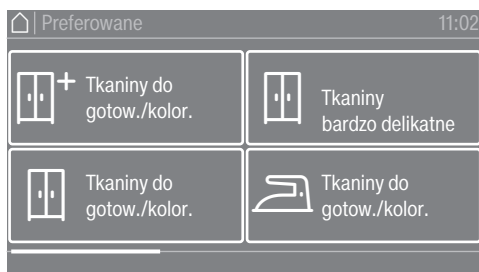 Preferowane
11:02
Tkaniny do
gotow./kolor.
Tkaniny
bardzo delikatne
Tkaniny do
gotow./kolor.
Tkaniny do
gotow./kolor.